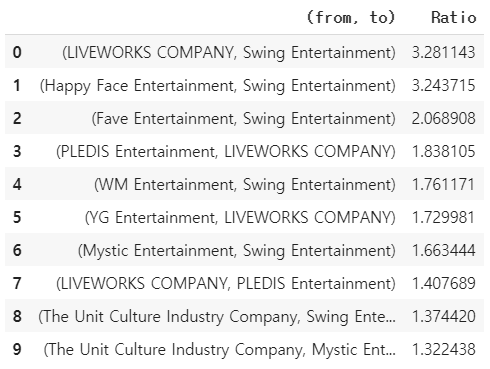 (from, to) Ratio
0 (LIVEWORKS COMPANY, Swing Entertainment) 3.281143
1 (Happy Face Entertainment, Swing Entertainment) 3.243715
2 (Fave Entertainment, Swing Entertainment) 2.068908
3 (PLEDIS Entertainment, LIVEWORKS COMPANY) 1.838105
4 (WM Entertainment, Swing Entertainment) 1.761171
5 (YG Entertainment, LIVEWORKS COMPANY) 1.729981
6 (Mystic Entertainment, Swing Entertainment) 1.663444
7 (LIVEWORKS COMPANY, PLEDIS Entertainment) 1.407689
8 (The Unit Culture Industry Company, Swing Ente... 1.374420
9 (The Unit Culture Industry Company, Mystic Ent... 1.322438